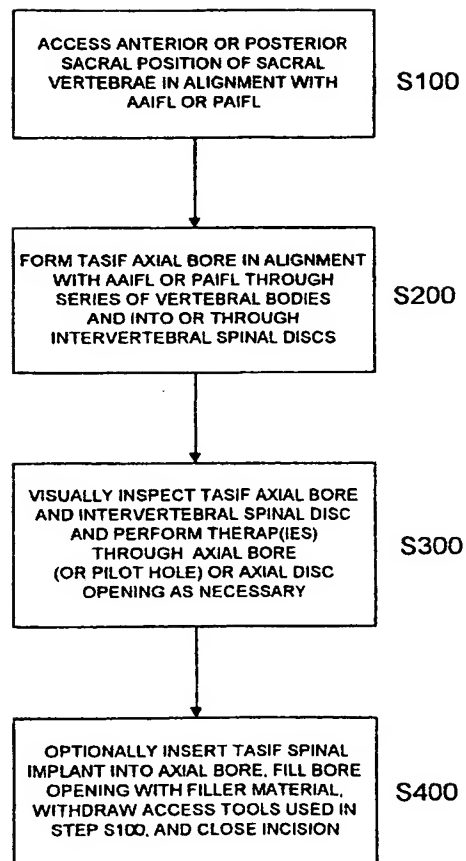 ACCESS ANTERIOR OR POSTERIOR
SACRAL POSITION OF SACRAL
VERTEBRAE IN ALIGNMENT WITH
AAIFL OR PAIFL
S100
FORM TASIF AXIAL BORE IN ALIGNMENT
WITH AAIFL OR PAIFL THROUGH
SERIES OF VERTEBRAL BODIES
AND INTO OR THROUGH
INTERVERTEBRAL SPINAL DISCS
S200
VISUALLY INSPECT TASIF AXIAL BORE
AND INTERVERTEBRAL SPINAL DISC
AND PERFORM THERAP(IES)
THROUGH AXIAL BORE
(OR PILOT HOLE) OR AXIAL DISC
OPENING AS NECESSARY
S300
OPTIONALLY INSERT TASIF SPINAL
IMPLANT INTO AXIAL BORE, FILL BORE
OPENING WITH FILLER MATERIAL,
WITHDRAW ACCESS TOOLS USED IN
STEP S100, AND CLOSE INCISION
S400